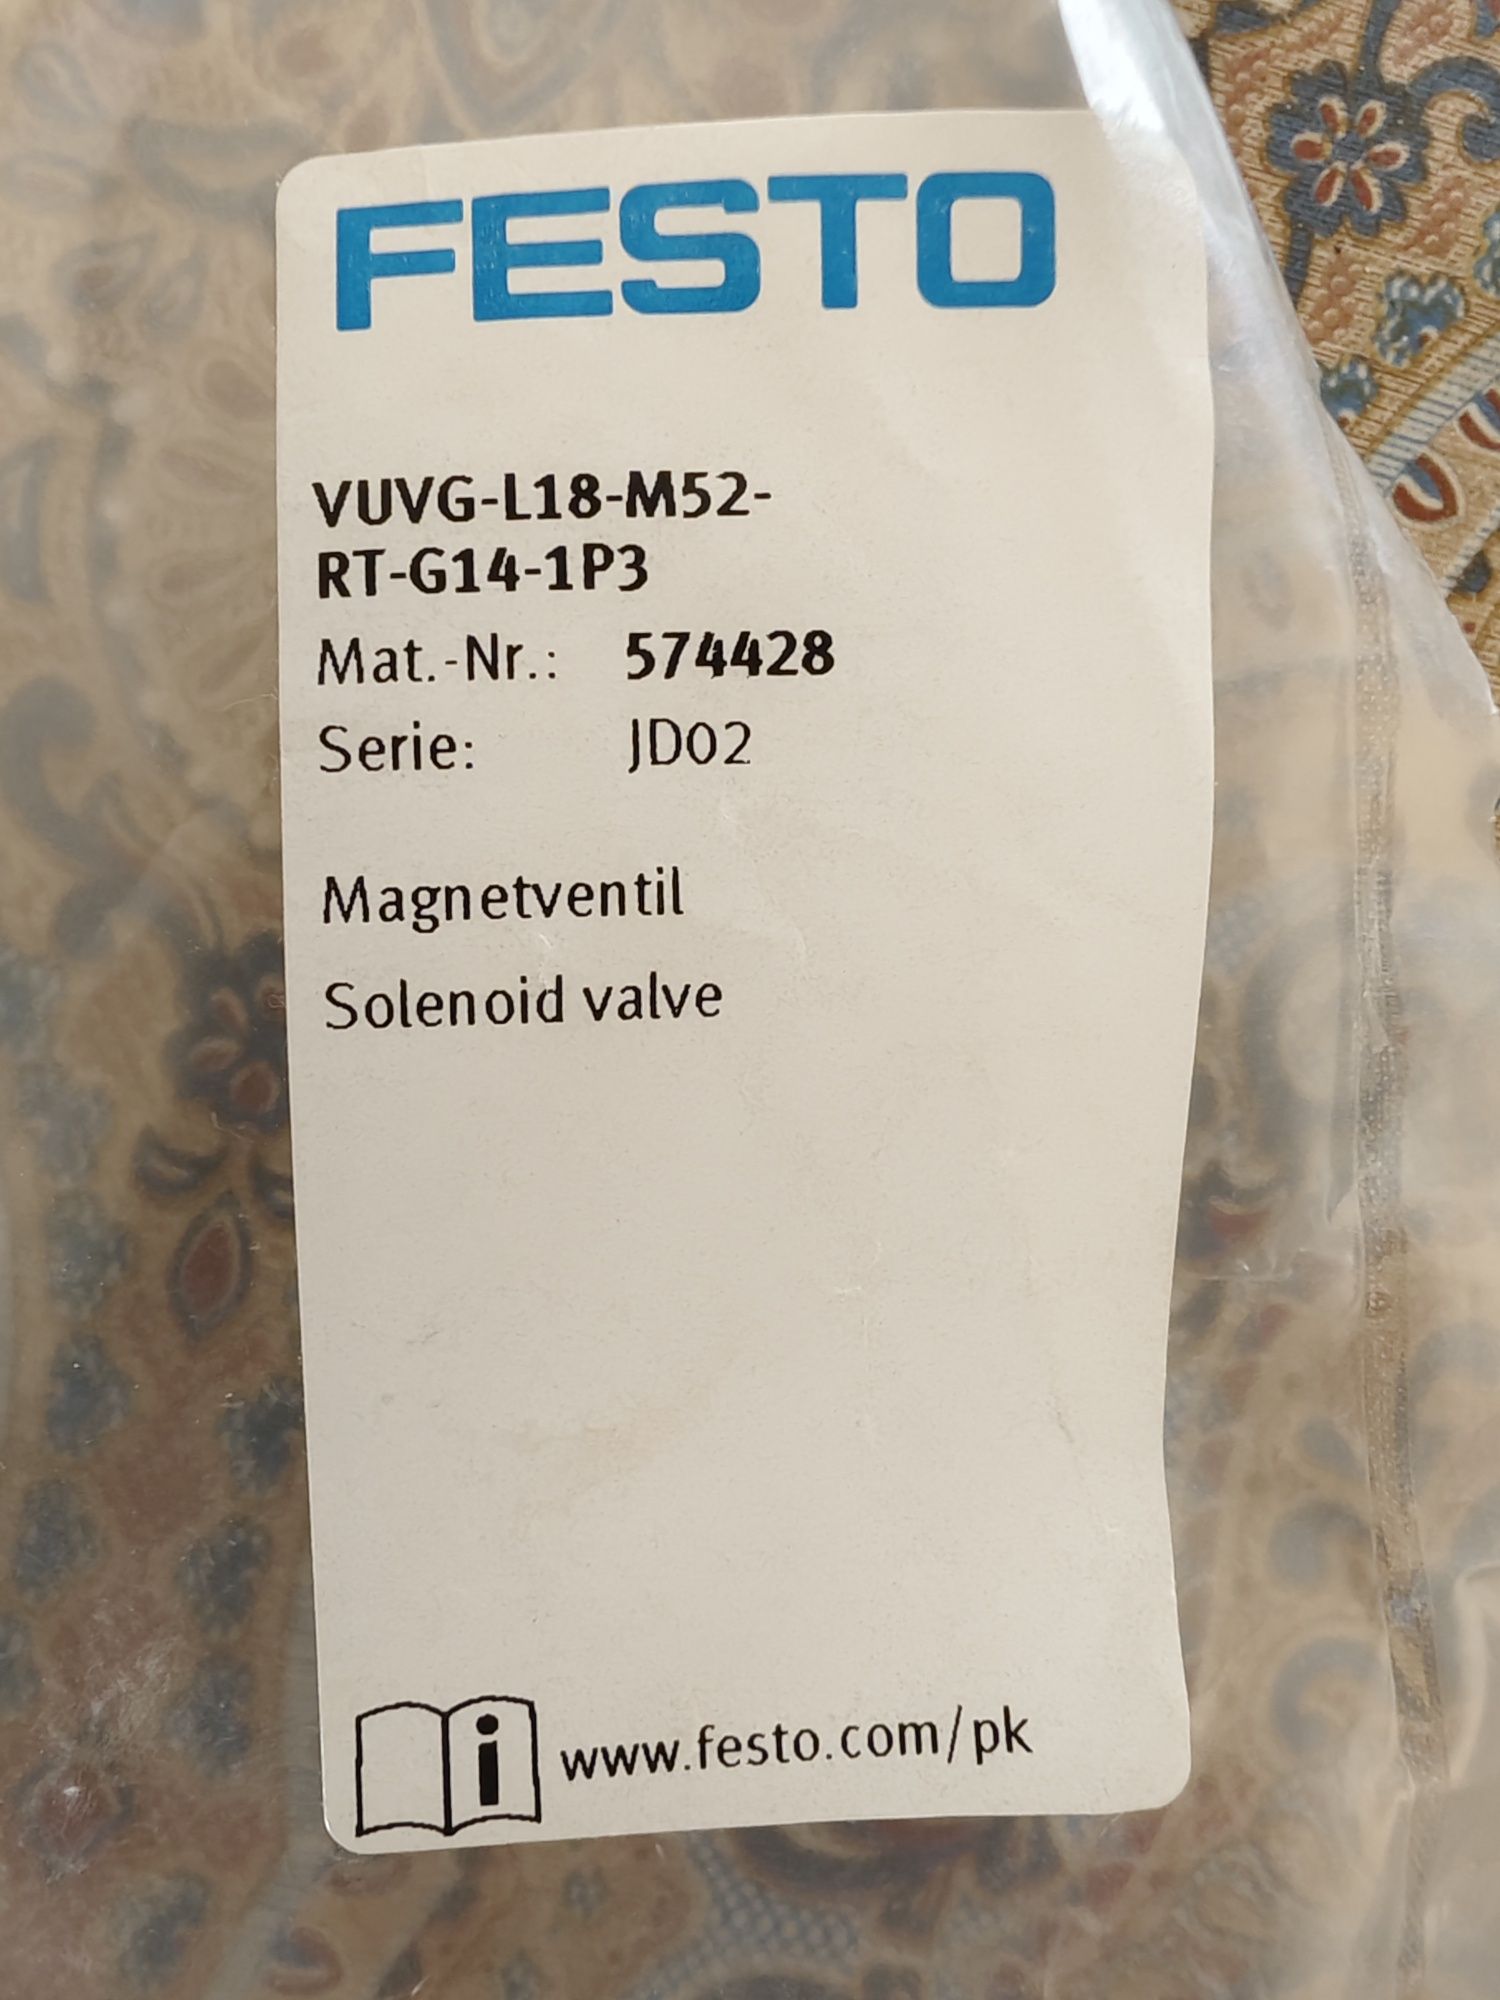 FESTO
VUVG-L18-M52-
RT-G14-1P3
Mat.-Nr.: 574428
Serie: JD02
Magnetventil
Solenoid valve
i www.festo.com/pk